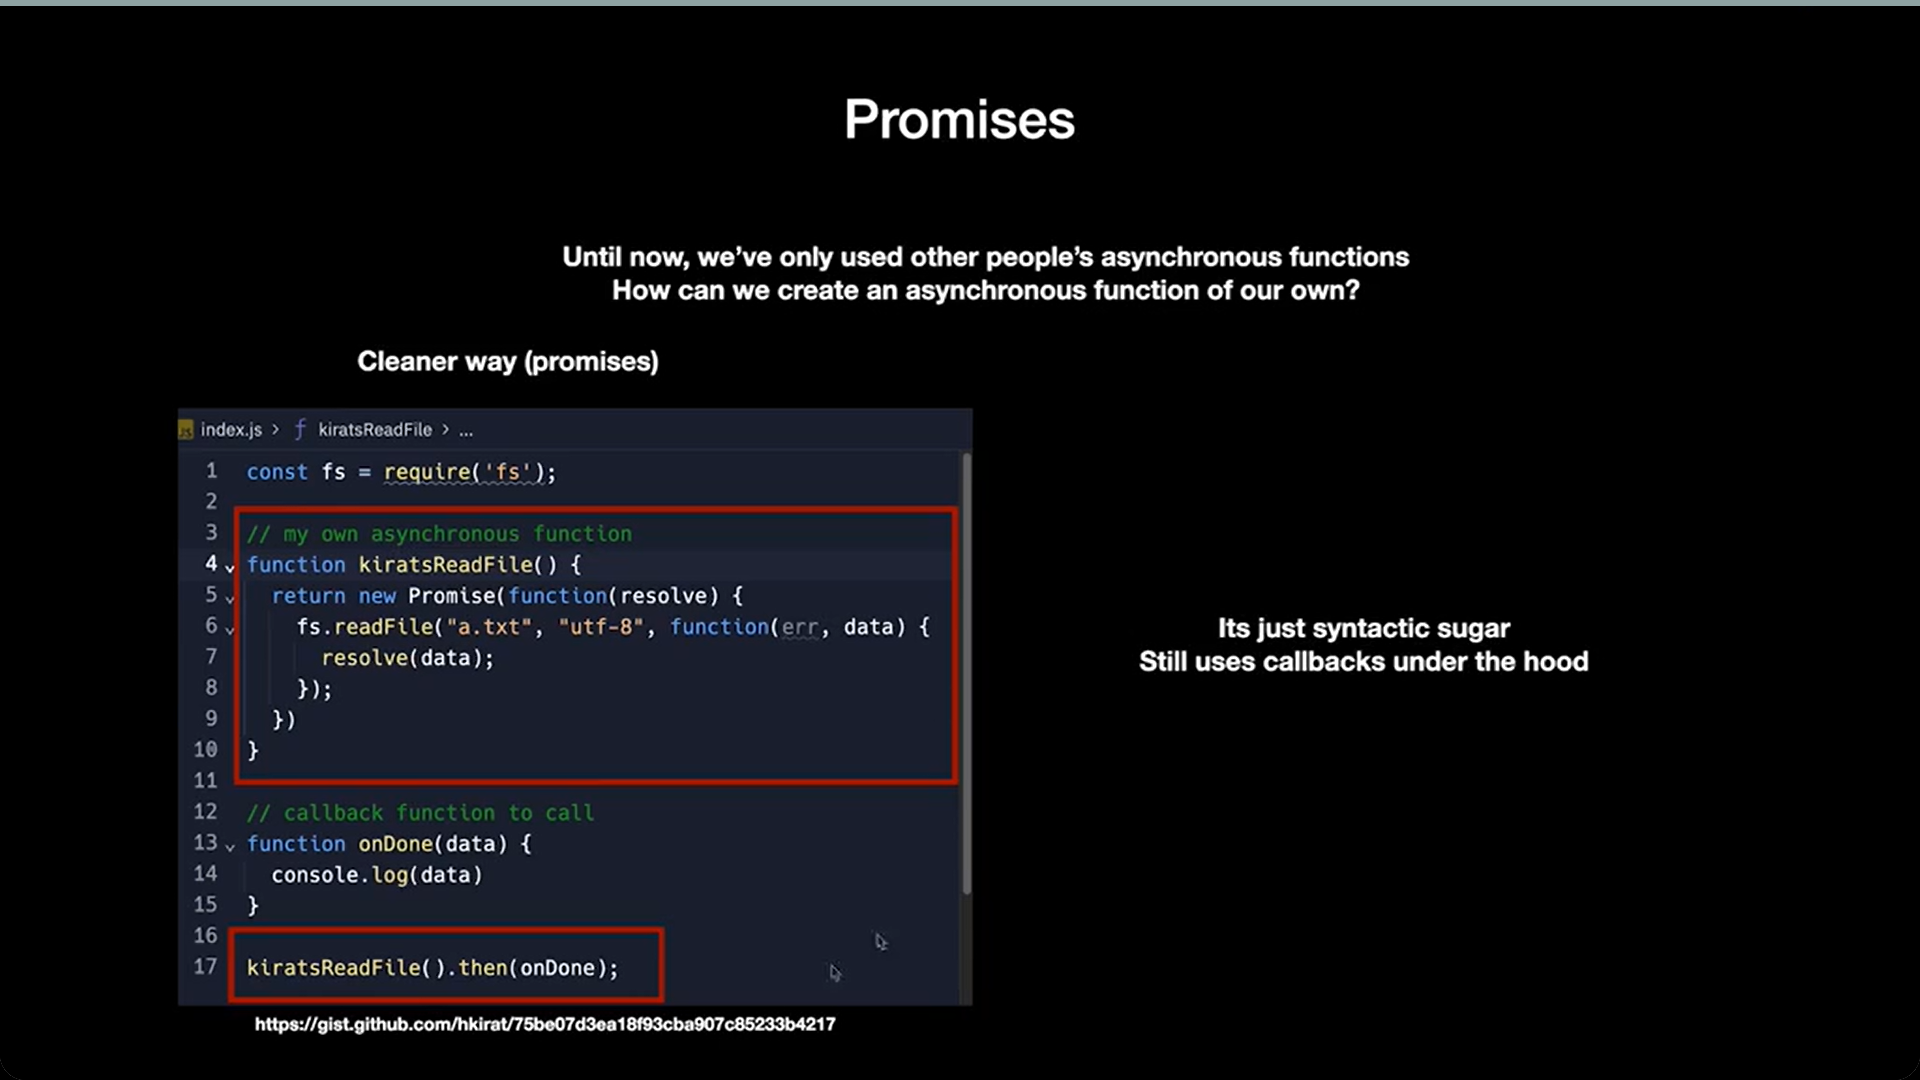 Promises
Until now, we’ve only used other people’s asynchronous functions
How can we create an asynchronous function of our own?
Cleaner way (promises)
JS index.js > ƒ kiratsReadFile > ...
1 const fs = require('fs');
2
3 // my own asynchronous function
4 function kiratsReadFile() {
5   return new Promise(function(resolve) {
6     fs.readFile("a.txt", "utf-8", function(err, data) {
7       resolve(data);
8     });
9   })
10 }
11
12 // callback function to call
13 function onDone(data) {
14   console.log(data)
15 }
16
17 kiratsReadFile().then(onDone);
Its just syntactic sugar
Still uses callbacks under the hood
https://gist.github.com/hkirat/75be07d3ea18f93cba907c85233b4217